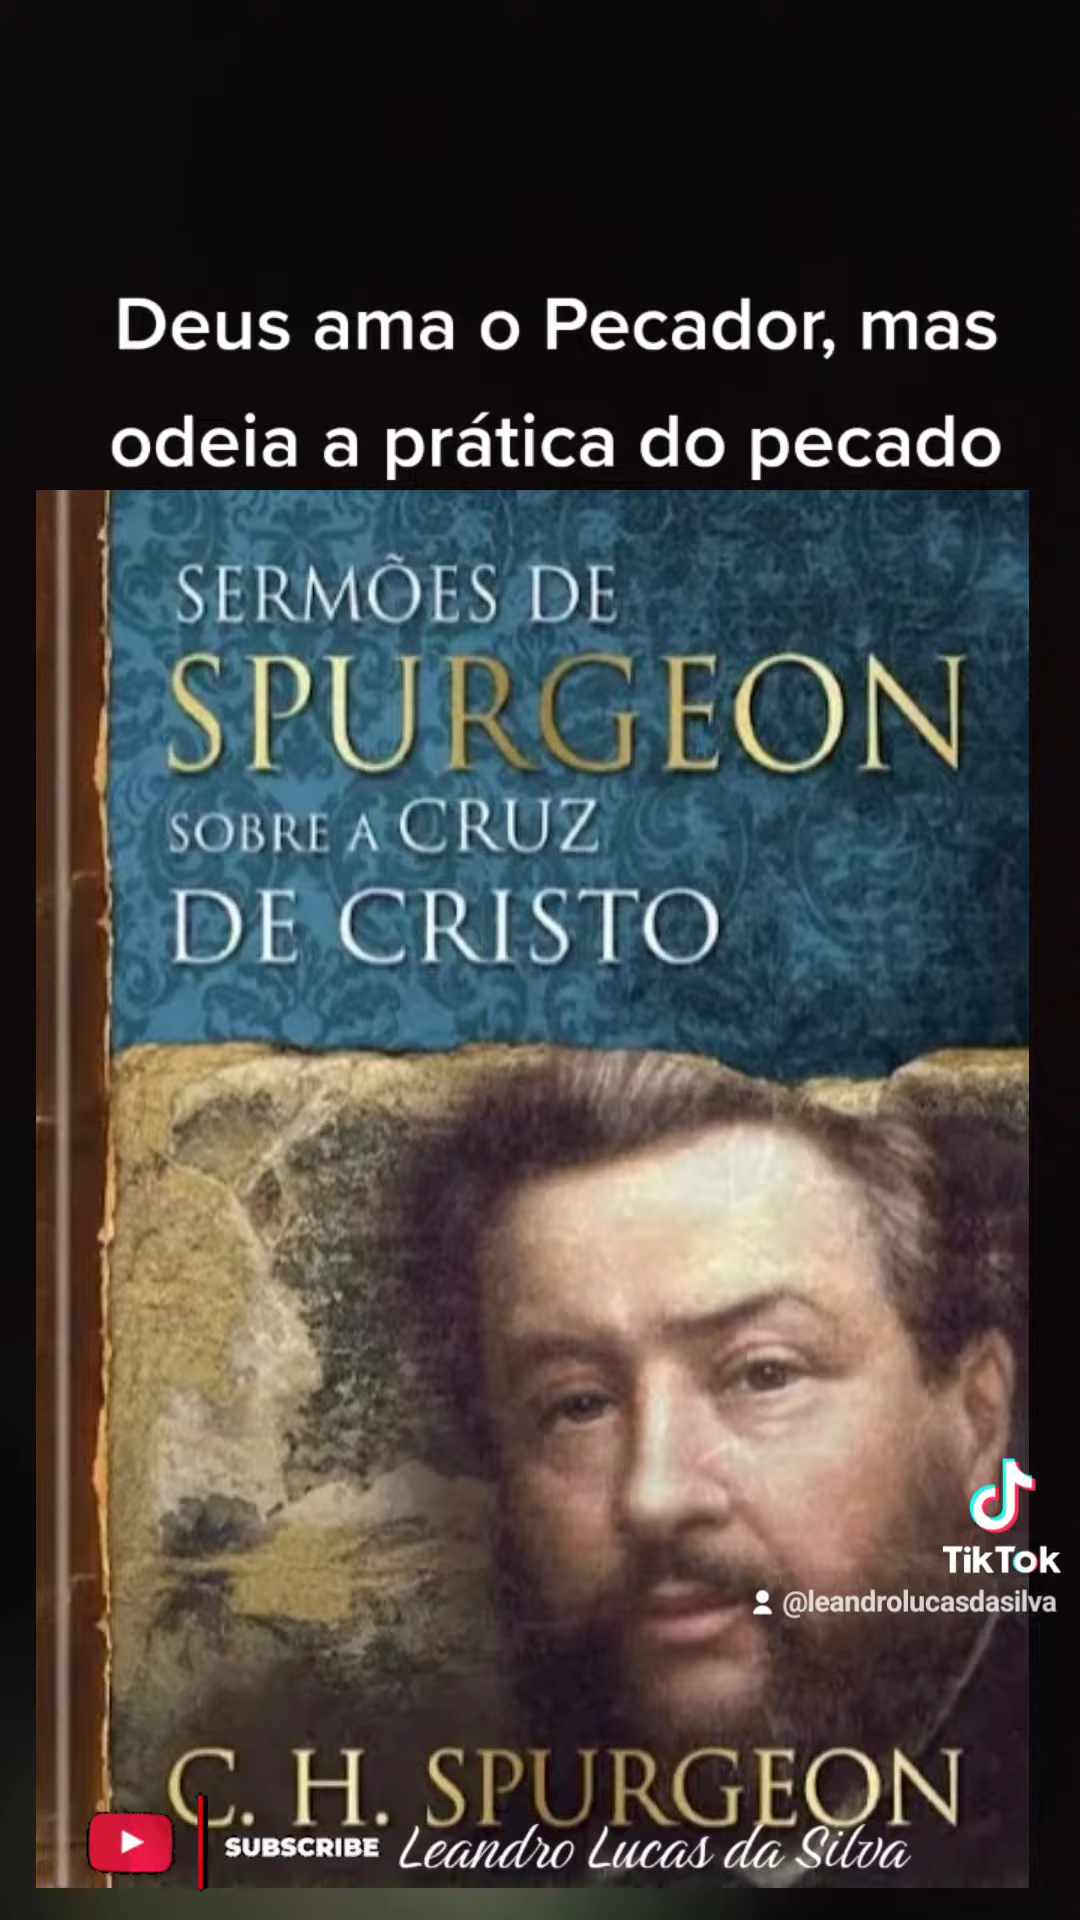 Deus ama o Pecador, mas
odeia a prática do pecado
SERMÕES DE
SPURGEON
SOBRE A CRUZ
DE CRISTO
TikTok
@leandrolucasdasilva
C. H. SPURGEON
SUBSCRIBE Leandro Lucas da Silva